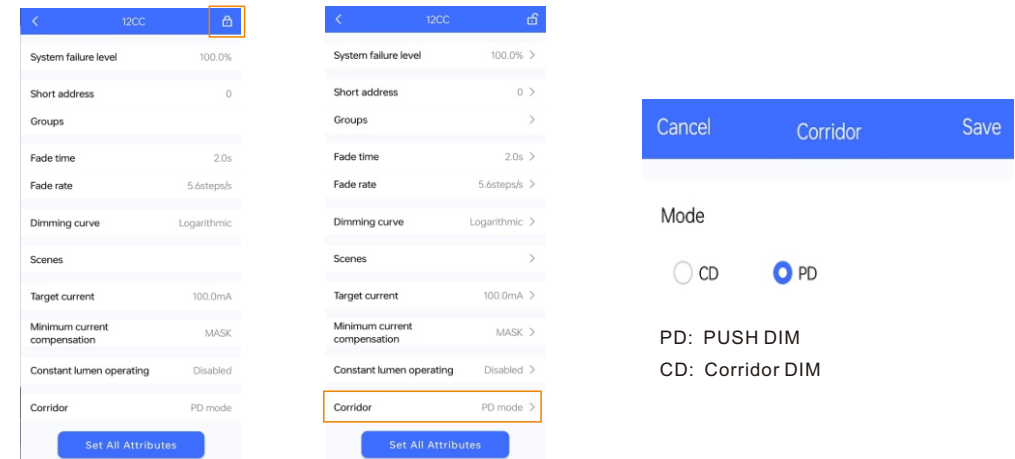 12CC
System failure level 100.0%
Short address 0
Groups
Fade time 2.0s
Fade rate 5.6steps/s
Dimming curve Logarithmic
Scenes
Target current 100.0mA
Minimum current
compensation MASK
Constant lumen operating Disabled
Corridor PD mode
Set All Attributes
12CC
System failure level 100.0%
Short address 0
Groups
Fade time 2.0s
Fade rate 5.6steps/s
Dimming curve Logarithmic
Scenes
Target current 100.0mA
Minimum current
compensation MASK
Constant lumen operating Disabled
Corridor PD mode
Set All Attributes
Cancel Corridor Save
Mode
CD PD
PD: PUSH DIM
CD: Corridor DIM